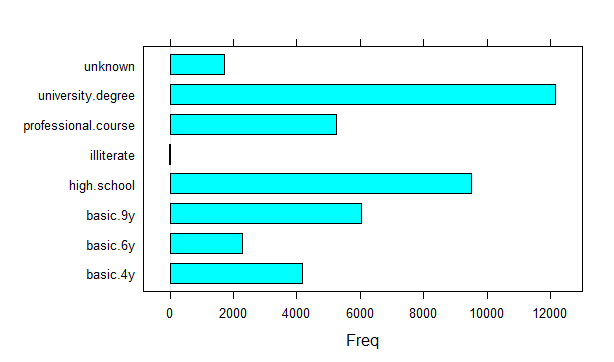 unknown
university.degree
professional.course
illiterate
high.school
basic.9y
basic.6y
basic.4y
0 2000 4000 6000 8000 10000 12000
Freq